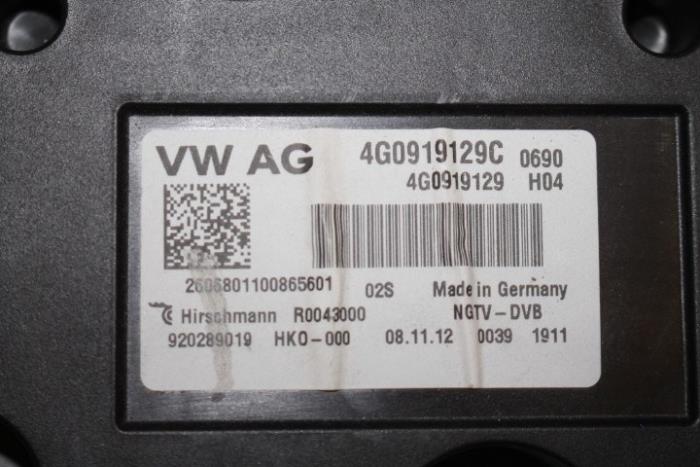 VW AG 4G0919129C 0690
4G0919129 H04
2606801100865601 02S Made in Germany
Hirschmann R0043000 NGTV-DVB
920289019 HKO-000 08.11.12 0039 1911